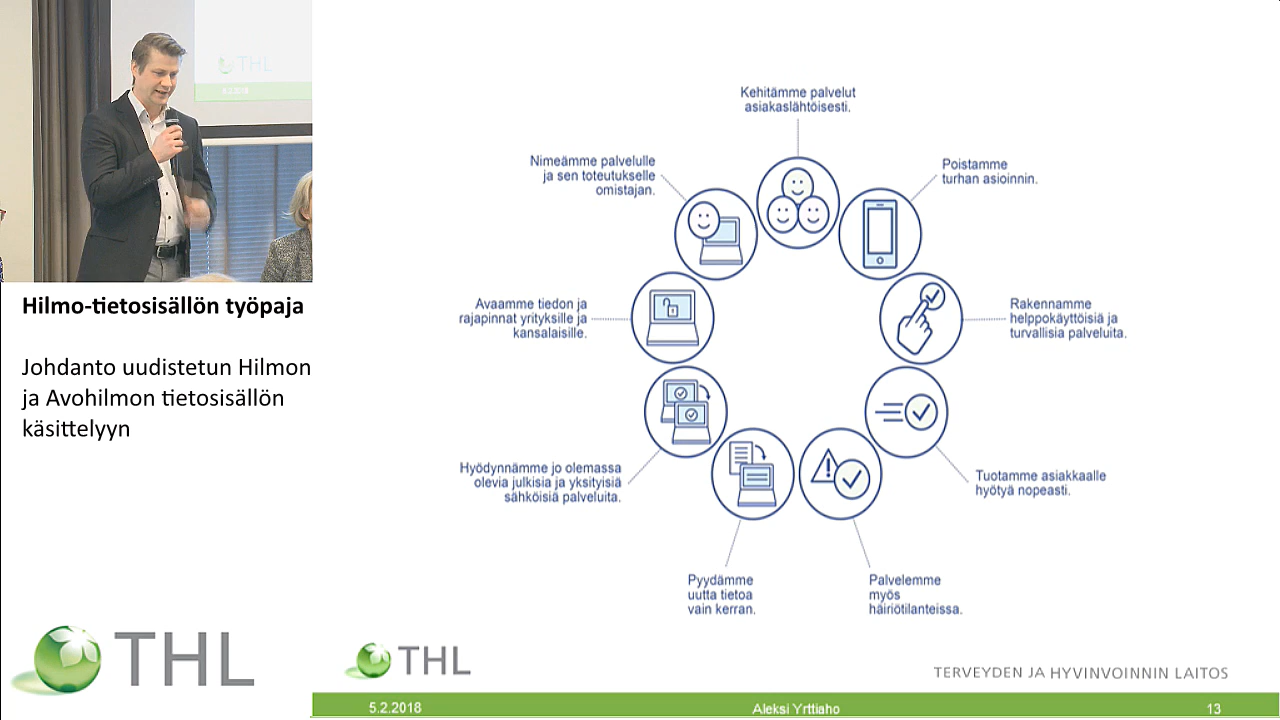 THL
5.2.2018
Hilmo-tietosisällön työpaja
Johdanto uudistetun Hilmon
ja Avohilmon tietosisällön
käsittelyyn
THL
Kehitämme palvelut
asiakaslähtöisesti.
Poistamme
turhan asioinnin.
Rakennamme
helppokäyttöisiä ja
turvallisia palveluita.
Tuotamme asiakkaalle
hyötyä nopeasti.
Palvelemme
myös
häiriötilanteissa.
Pyydämme
uutta tietoa
vain kerran.
Hyödynnämme jo olemassa
olevia julkisia ja yksityisiä
sähköisiä palveluita.
Avaamme tiedon ja
rajapinnat yrityksille ja
kansalaisille.
Nimeämme palvelulle
ja sen toteutukselle
omistajan.
THL
TERVEYDEN JA HYVINVOINNIN LAITOS
5.2.2018
Aleksi Yrttiaho
13